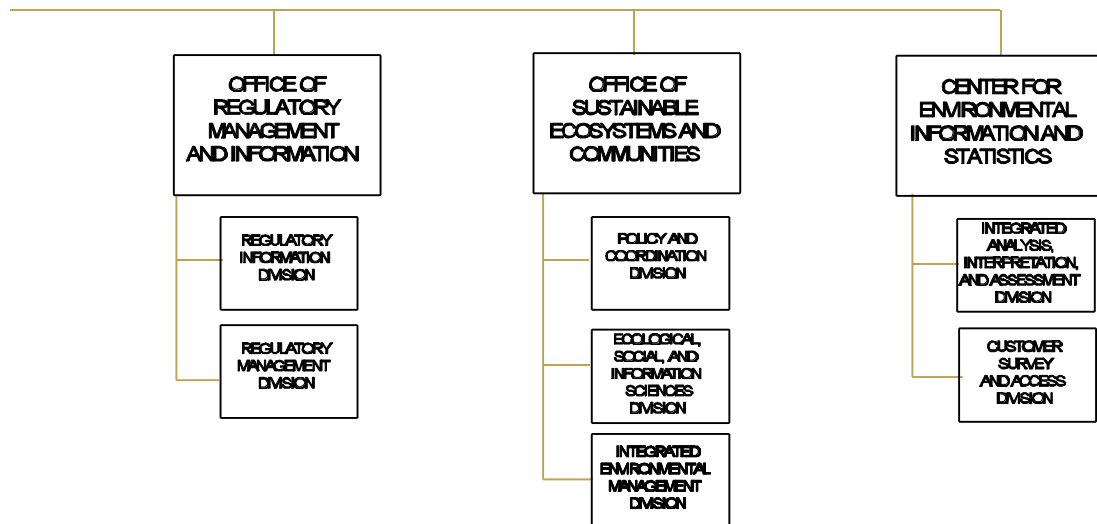 OFFICE OF
REGULATORY
MANAGEMENT
AND INFORMATION
OFFICE OF
SUSTAINABLE
ECOSYSTEMS AND
COMMUNITIES
CENTER FOR
ENVIRONMENTAL
INFORMATION AND
STATISTICS
REGULATORY
INFORMATION
DIVISION
POLICY AND
COORDINATION
DIVISION
INTEGRATED
ANALYSIS,
INTERPRETATION,
AND ASSESSMENT
DIVISION
REGULATORY
MANAGEMENT
DIVISION
ECOLOGICAL,
SOCIAL, AND
INFORMATION
SCIENCES
DIVISION
CUSTOMER
SURVEY
AND ACCESS
DIVISION
INTEGRATED
ENVIRONMENTAL
MANAGEMENT
DIVISION